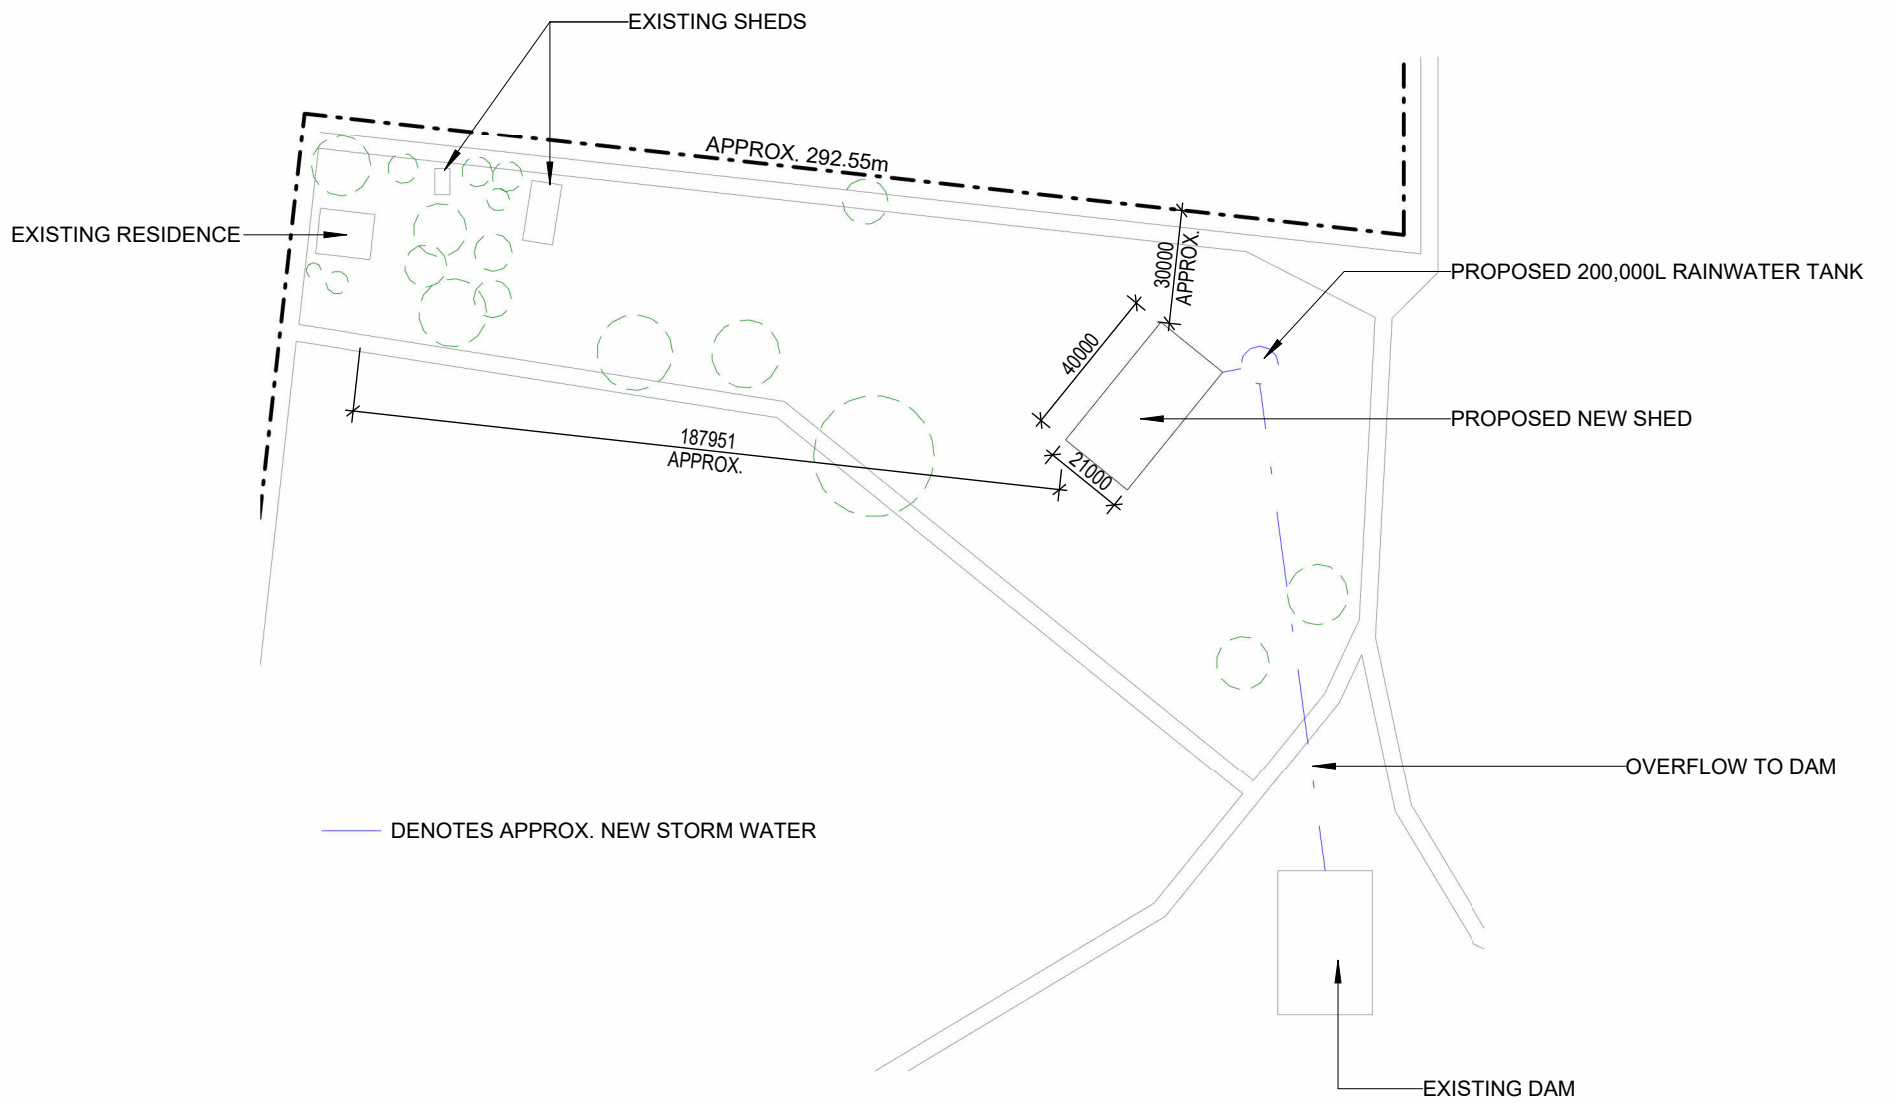 EXISTING SHEDS
APPROX. 292.55m
EXISTING RESIDENCE
30000
APPROX.
PROPOSED 200,000L RAINWATER TANK
40000
PROPOSED NEW SHED
187951
APPROX.
21000
OVERFLOW TO DAM
DENOTES APPROX. NEW STORM WATER
EXISTING DAM